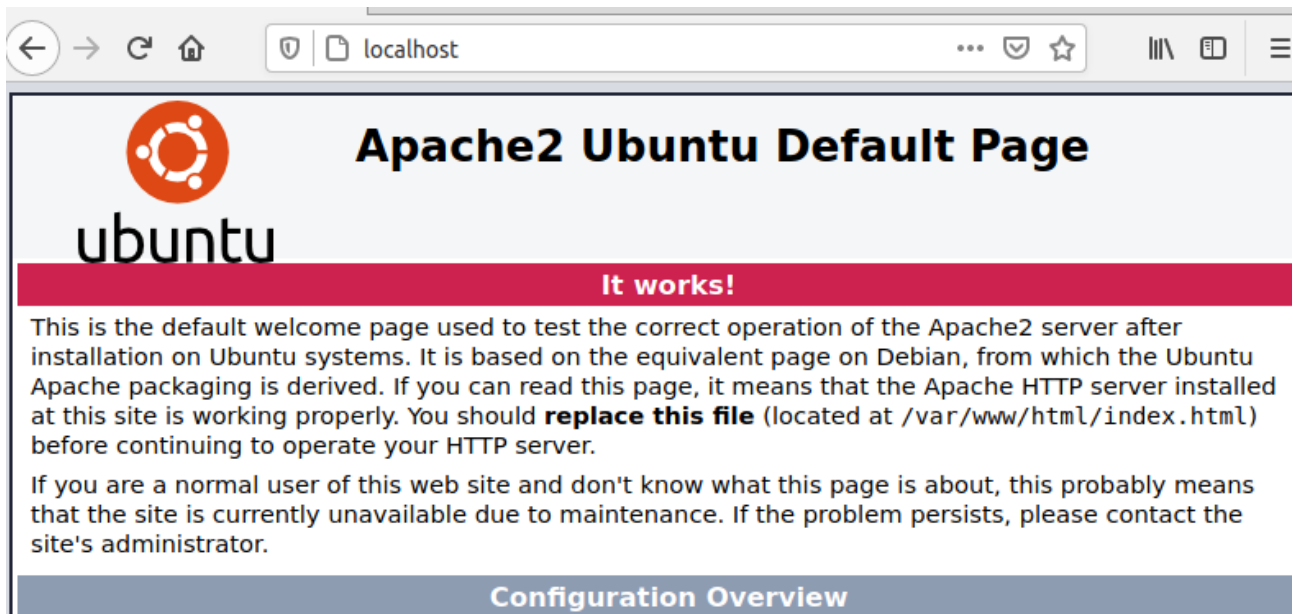 localhost
Apache2 Ubuntu Default Page
ubuntu
It works!
This is the default welcome page used to test the correct operation of the Apache2 server after
installation on Ubuntu systems. It is based on the equivalent page on Debian, from which the Ubuntu
Apache packaging is derived. If you can read this page, it means that the Apache HTTP server installed
at this site is working properly. You should replace this file (located at /var/www/html/index.html)
before continuing to operate your HTTP server.
If you are a normal user of this web site and don't know what this page is about, this probably means
that the site is currently unavailable due to maintenance. If the problem persists, please contact the
site's administrator.
Configuration Overview